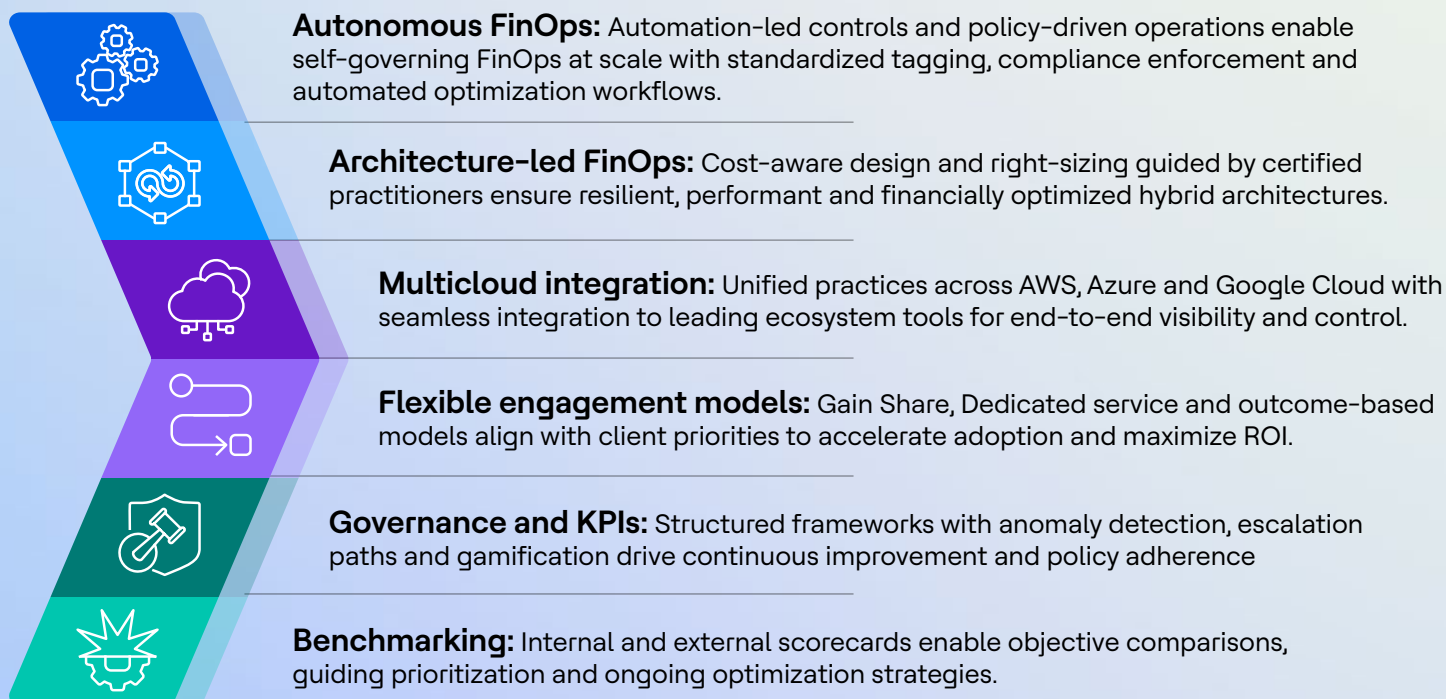 Autonomous FinOps: Automation-led controls and policy-driven operations enable
self-governing FinOps at scale with standardized tagging, compliance enforcement and
automated optimization workflows.
Architecture-led FinOps: Cost-aware design and right-sizing guided by certified
practitioners ensure resilient, performant and financially optimized hybrid architectures.
Multicloud integration: Unified practices across AWS, Azure and Google Cloud with
seamless integration to leading ecosystem tools for end-to-end visibility and control.
Flexible engagement models: Gain Share, Dedicated service and outcome-based
models align with client priorities to accelerate adoption and maximize ROI.
Governance and KPIs: Structured frameworks with anomaly detection, escalation
paths and gamification drive continuous improvement and policy adherence
Benchmarking: Internal and external scorecards enable objective comparisons,
guiding prioritization and ongoing optimization strategies.